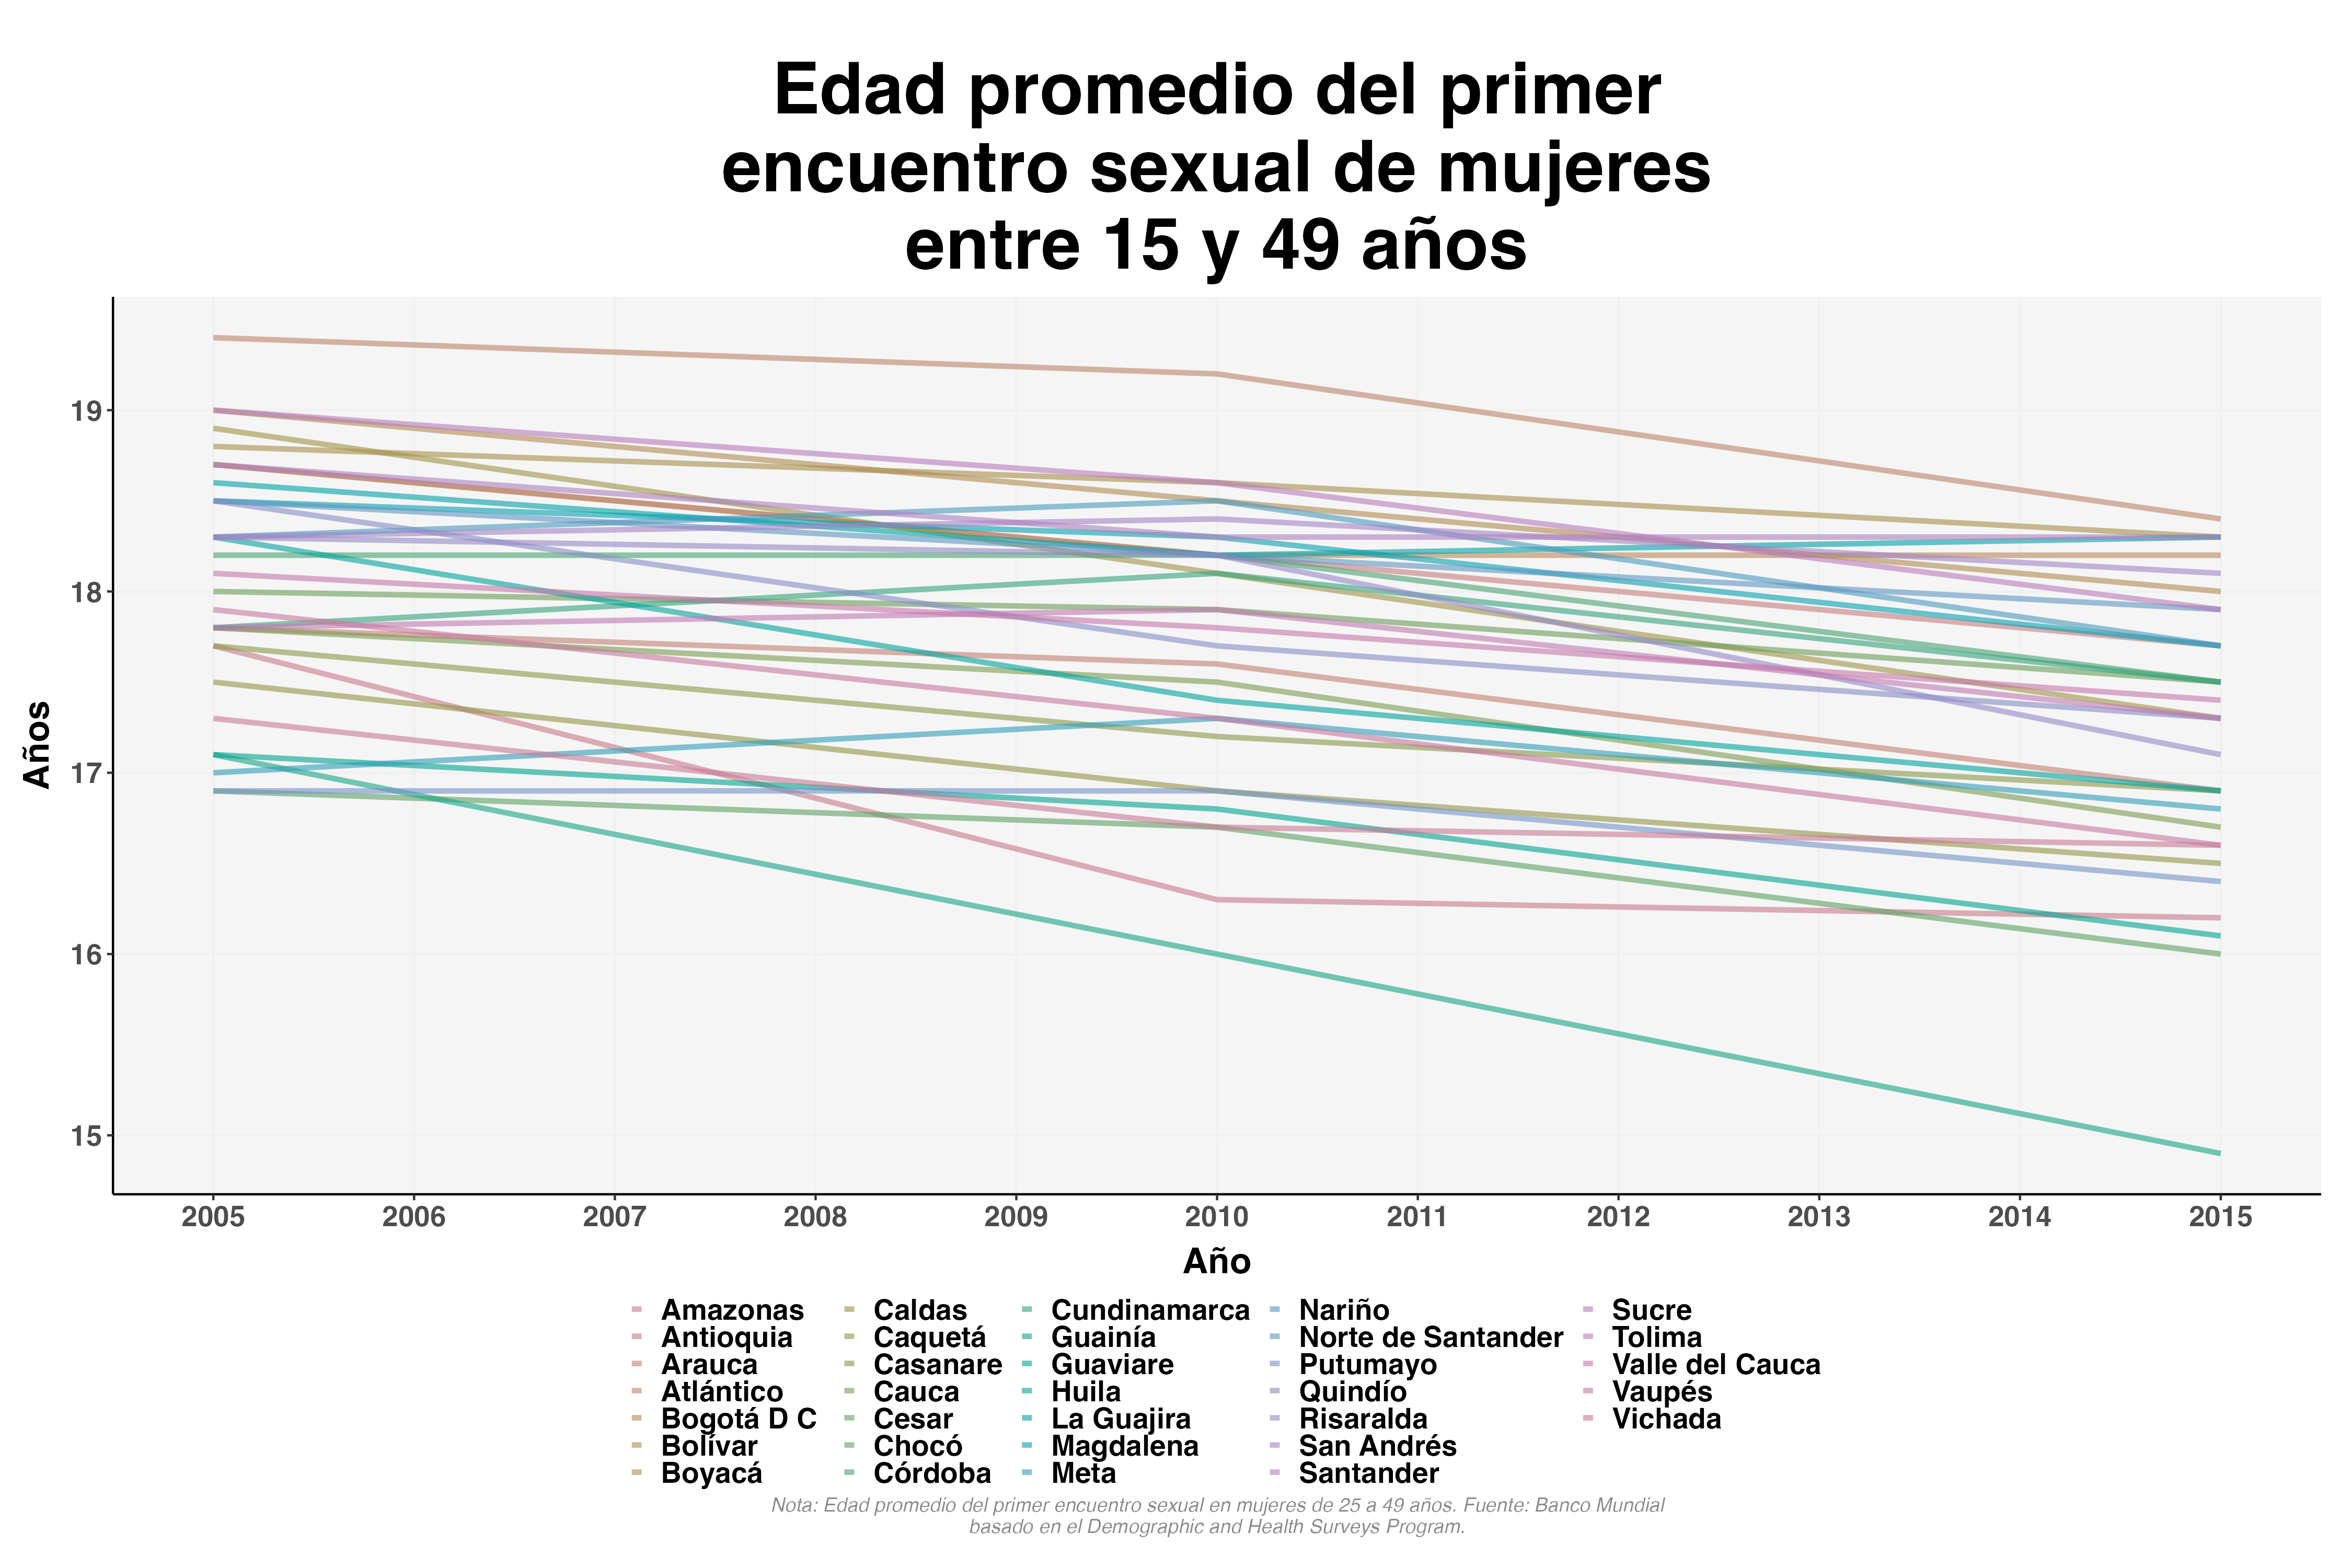 Edad promedio del primer
encuentro sexual de mujeres
entre 15 y 49 años
Años
19
18
17
16
15
2005 2006 2007 2008 2009 2010 2011 2012 2013 2014 2015
Año
Amazonas Caldas Cundinamarca Nariño Sucre
Antioquia Caquetá Guainía Norte de Santander Tolima
Arauca Casanare Guaviare Putumayo Valle del Cauca
Atlántico Cauca Huila Quindío Vaupés
Bogotá D C Cesar La Guajira Risaralda Vichada
Bolívar Chocó Magdalena San Andrés
Boyacá Córdoba Meta Santander
Nota: Edad promedio del primer encuentro sexual en mujeres de 25 a 49 años. Fuente: Banco Mundial
basado en el Demographic and Health Surveys Program.